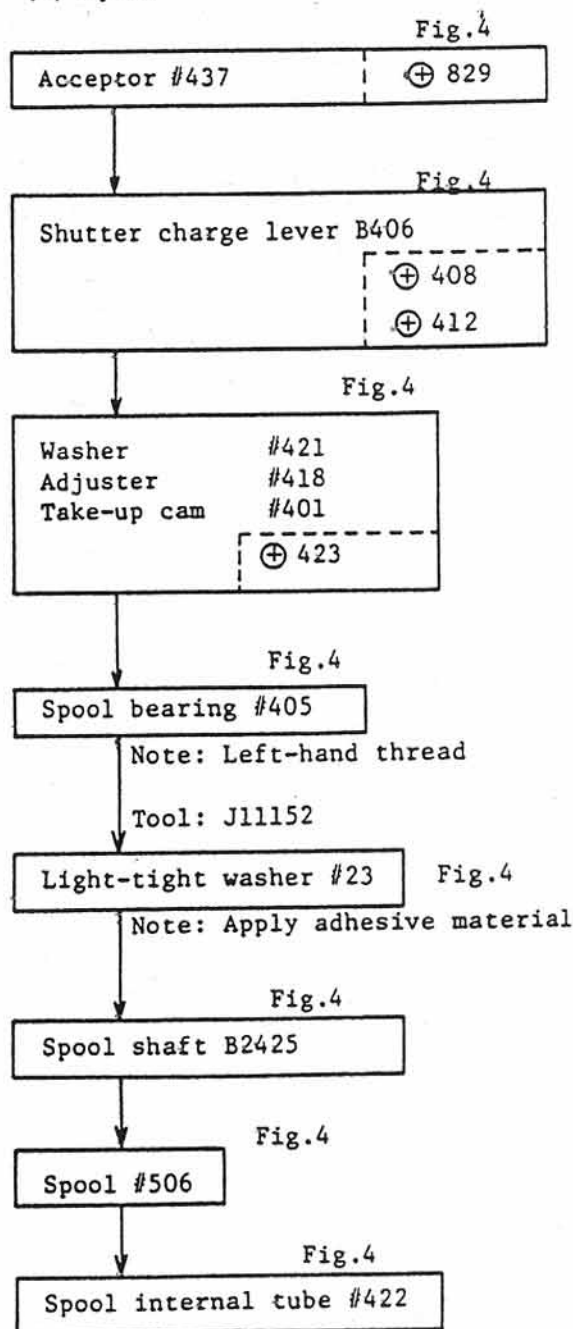 Fig.4
Acceptor #437 ⊕ 829
Fig.4
Shutter charge lever B406
⊕ 408
⊕ 412
Fig.4
Washer #421
Adjuster #418
Take-up cam #401
⊕ 423
Fig.4
Spool bearing #405
Note: Left-hand thread
Tool: J11152
Light-tight washer #23 Fig.4
Note: Apply adhesive material
Fig.4
Spool shaft B2425
Fig.4
Spool #506
Fig.4
Spool internal tube #422